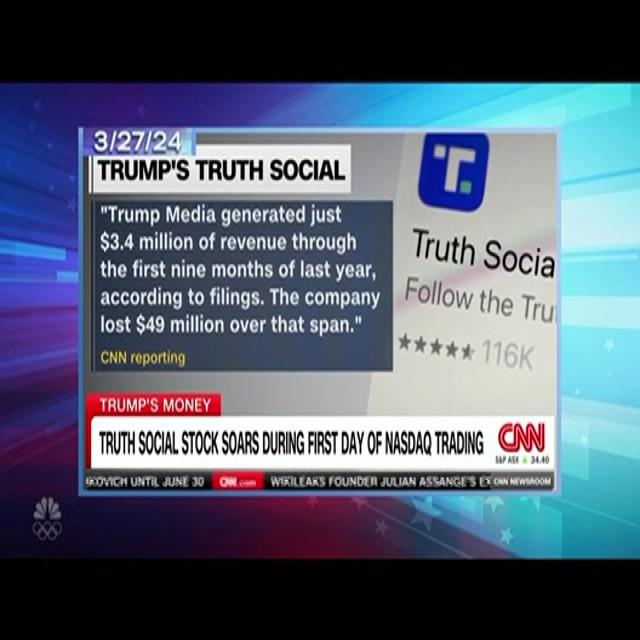 3/27/24
TRUMP'S TRUTH SOCIAL
"Trump Media generated just
$3.4 million of revenue through
the first nine months of last year,
according to filings. The company
lost $49 million over that span."
CNN reporting
T.
Truth Socia
Follow the Tru
116K
TRUMP'S MONEY
TRUTH SOCIAL STOCK SOARS DURING FIRST DAY OF NASDAQ TRADING
CNN
34.40
KOVICH UNTIL JUNE 30 CNN.com WIKILEAKS FOUNDER JULIAN ASSANGE'S EX CNN NEWSROOM